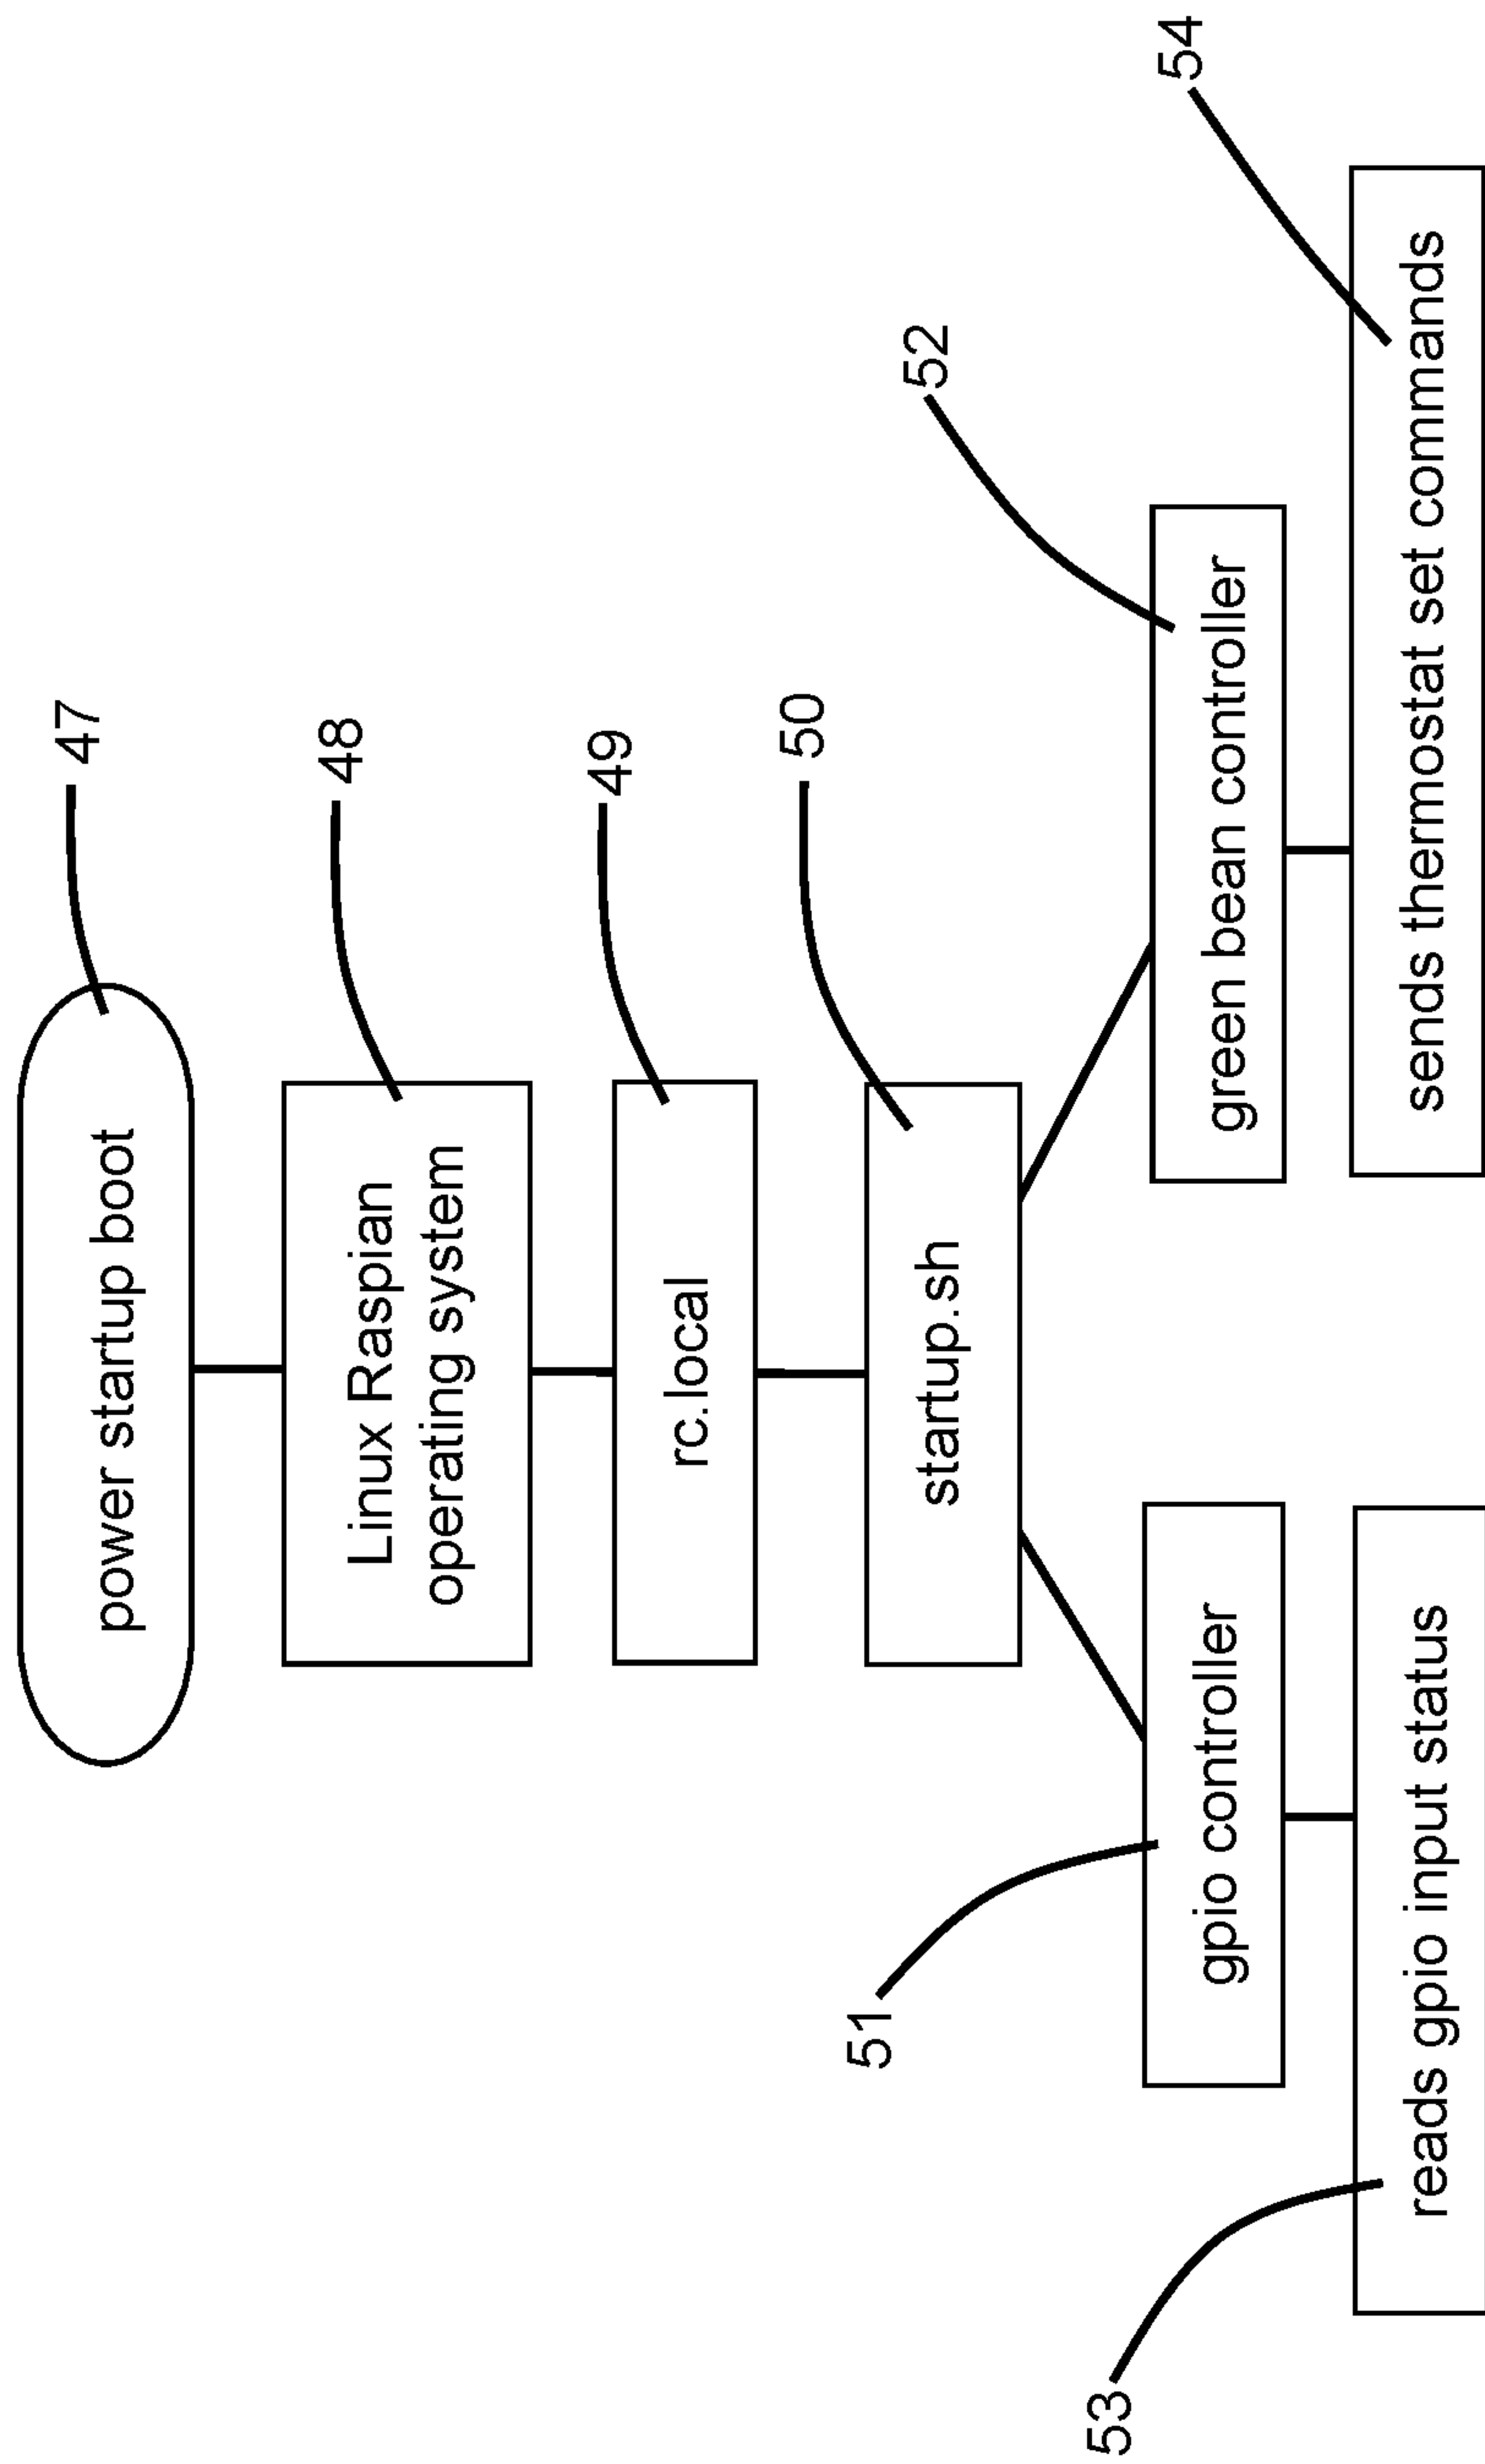 47
power startup boot
48
Linux Raspian
operating system
49
rc.local
50
startup.sh
51
gpio controller
52
green bean controller
53
reads gpio input status
54
sends thermostat set commands